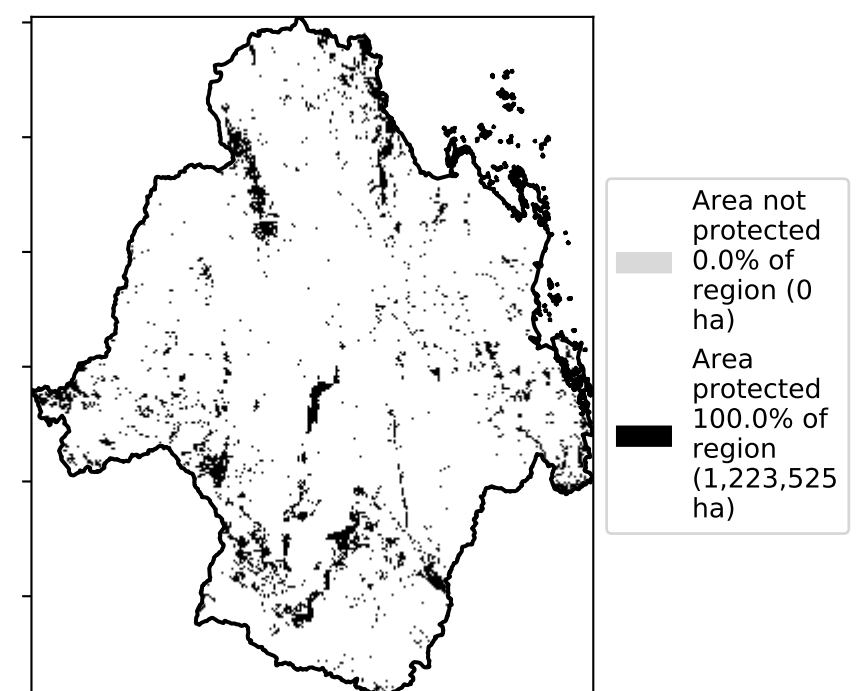 Area not
protected
0.0% of
region (0
ha)
Area
protected
100.0% of
region
(1,223,525
ha)